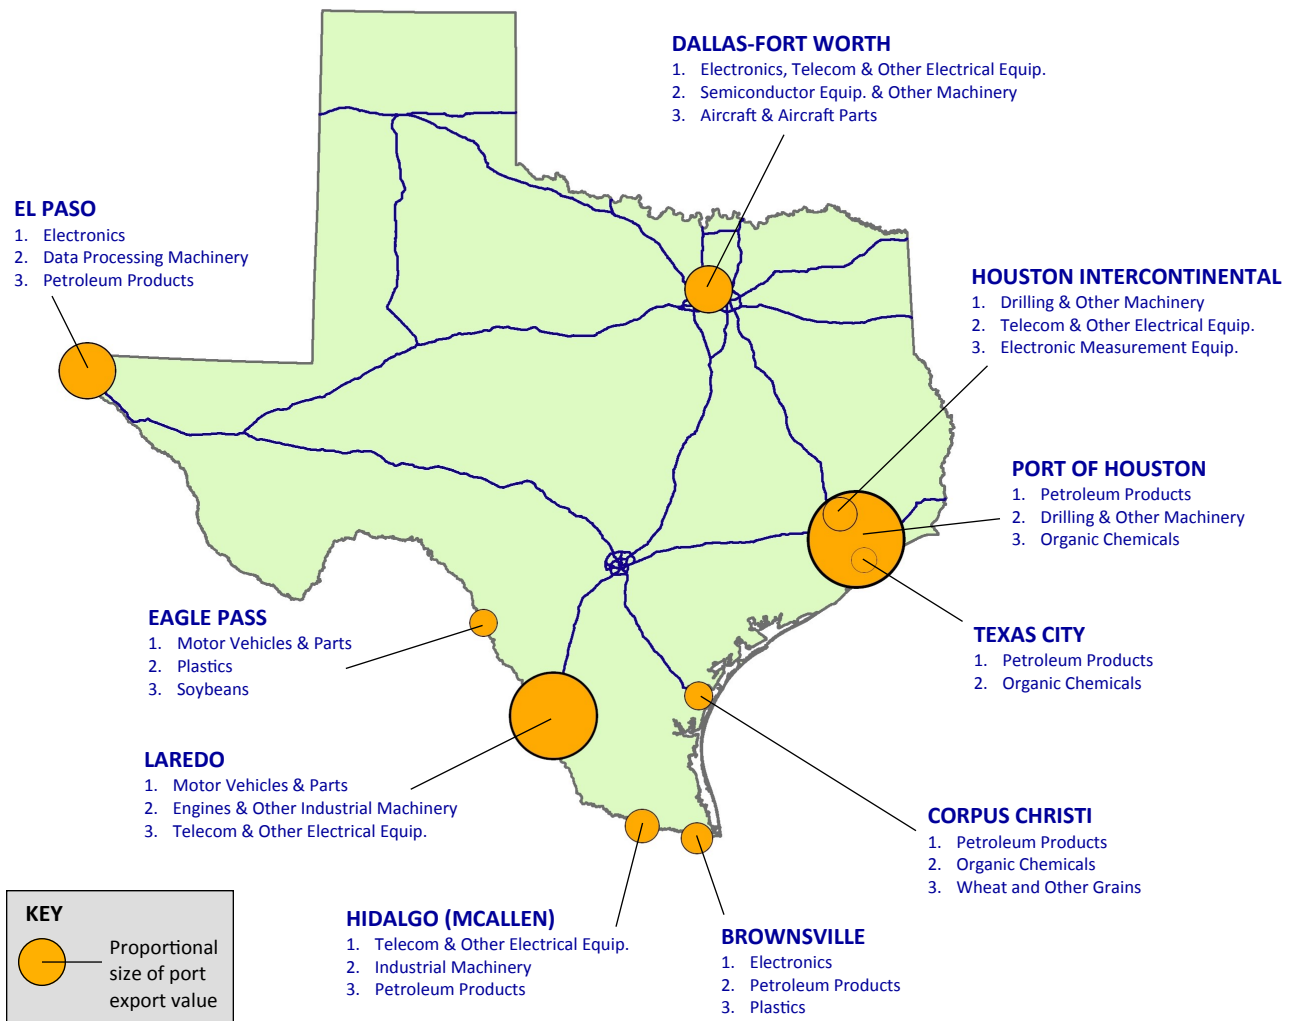 DALLAS-FORT WORTH
1. Electronics, Telecom & Other Electrical Equip.
2. Semiconductor Equip. & Other Machinery
3. Aircraft & Aircraft Parts
EL PASO
1. Electronics
2. Data Processing Machinery
3. Petroleum Products
HOUSTON INTERCONTINENTAL
1. Drilling & Other Machinery
2. Telecom & Other Electrical Equip.
3. Electronic Measurement Equip.
PORT OF HOUSTON
1. Petroleum Products
2. Drilling & Other Machinery
3. Organic Chemicals
EAGLE PASS
1. Motor Vehicles & Parts
2. Plastics
3. Soybeans
TEXAS CITY
1. Petroleum Products
2. Organic Chemicals
LAREDO
1. Motor Vehicles & Parts
2. Engines & Other Industrial Machinery
3. Telecom & Other Electrical Equip.
CORPUS CHRISTI
1. Petroleum Products
2. Organic Chemicals
3. Wheat and Other Grains
KEY
Proportional
size of port
export value
HIDALGO (MCALLEN)
1. Telecom & Other Electrical Equip.
2. Industrial Machinery
3. Petroleum Products
BROWNSVILLE
1. Electronics
2. Petroleum Products
3. Plastics